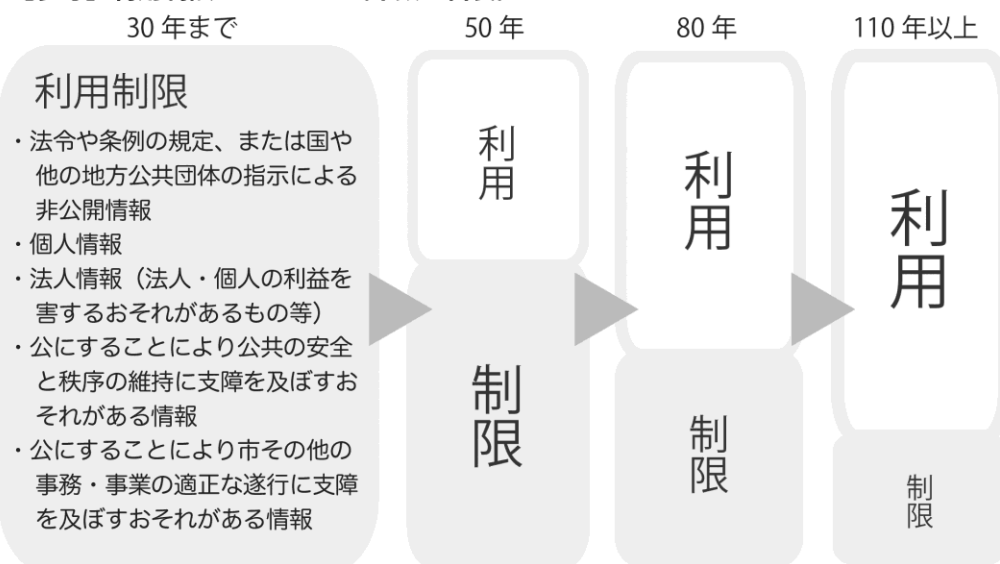 30 年まで
50 年
80 年
110 年以上
利用制限
・法令や条例の規定、または国や
他の地方公共団体の指示による
非公開情報
・個人情報
・法人情報（法人・個人の利益を
害するおそれがあるもの等）
・公にすることにより公共の安全
と秩序の維持に支障を及ぼすお
それがある情報
・公にすることにより市その他の
事務・事業の適正な遂行に支障
を及ぼすおそれがある情報
利用
制限
利用
制限
利用
制限